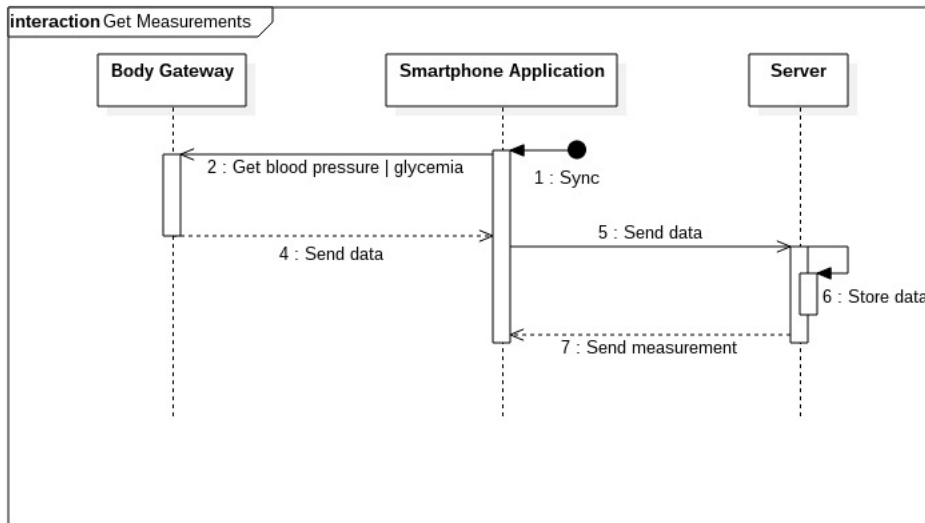 interaction Get Measurements
Body Gateway
Smartphone Application
Server
2 : Get blood pressure | glycemia
1 : Sync
5 : Send data
4 : Send data
6 : Store data
7 : Send measurement